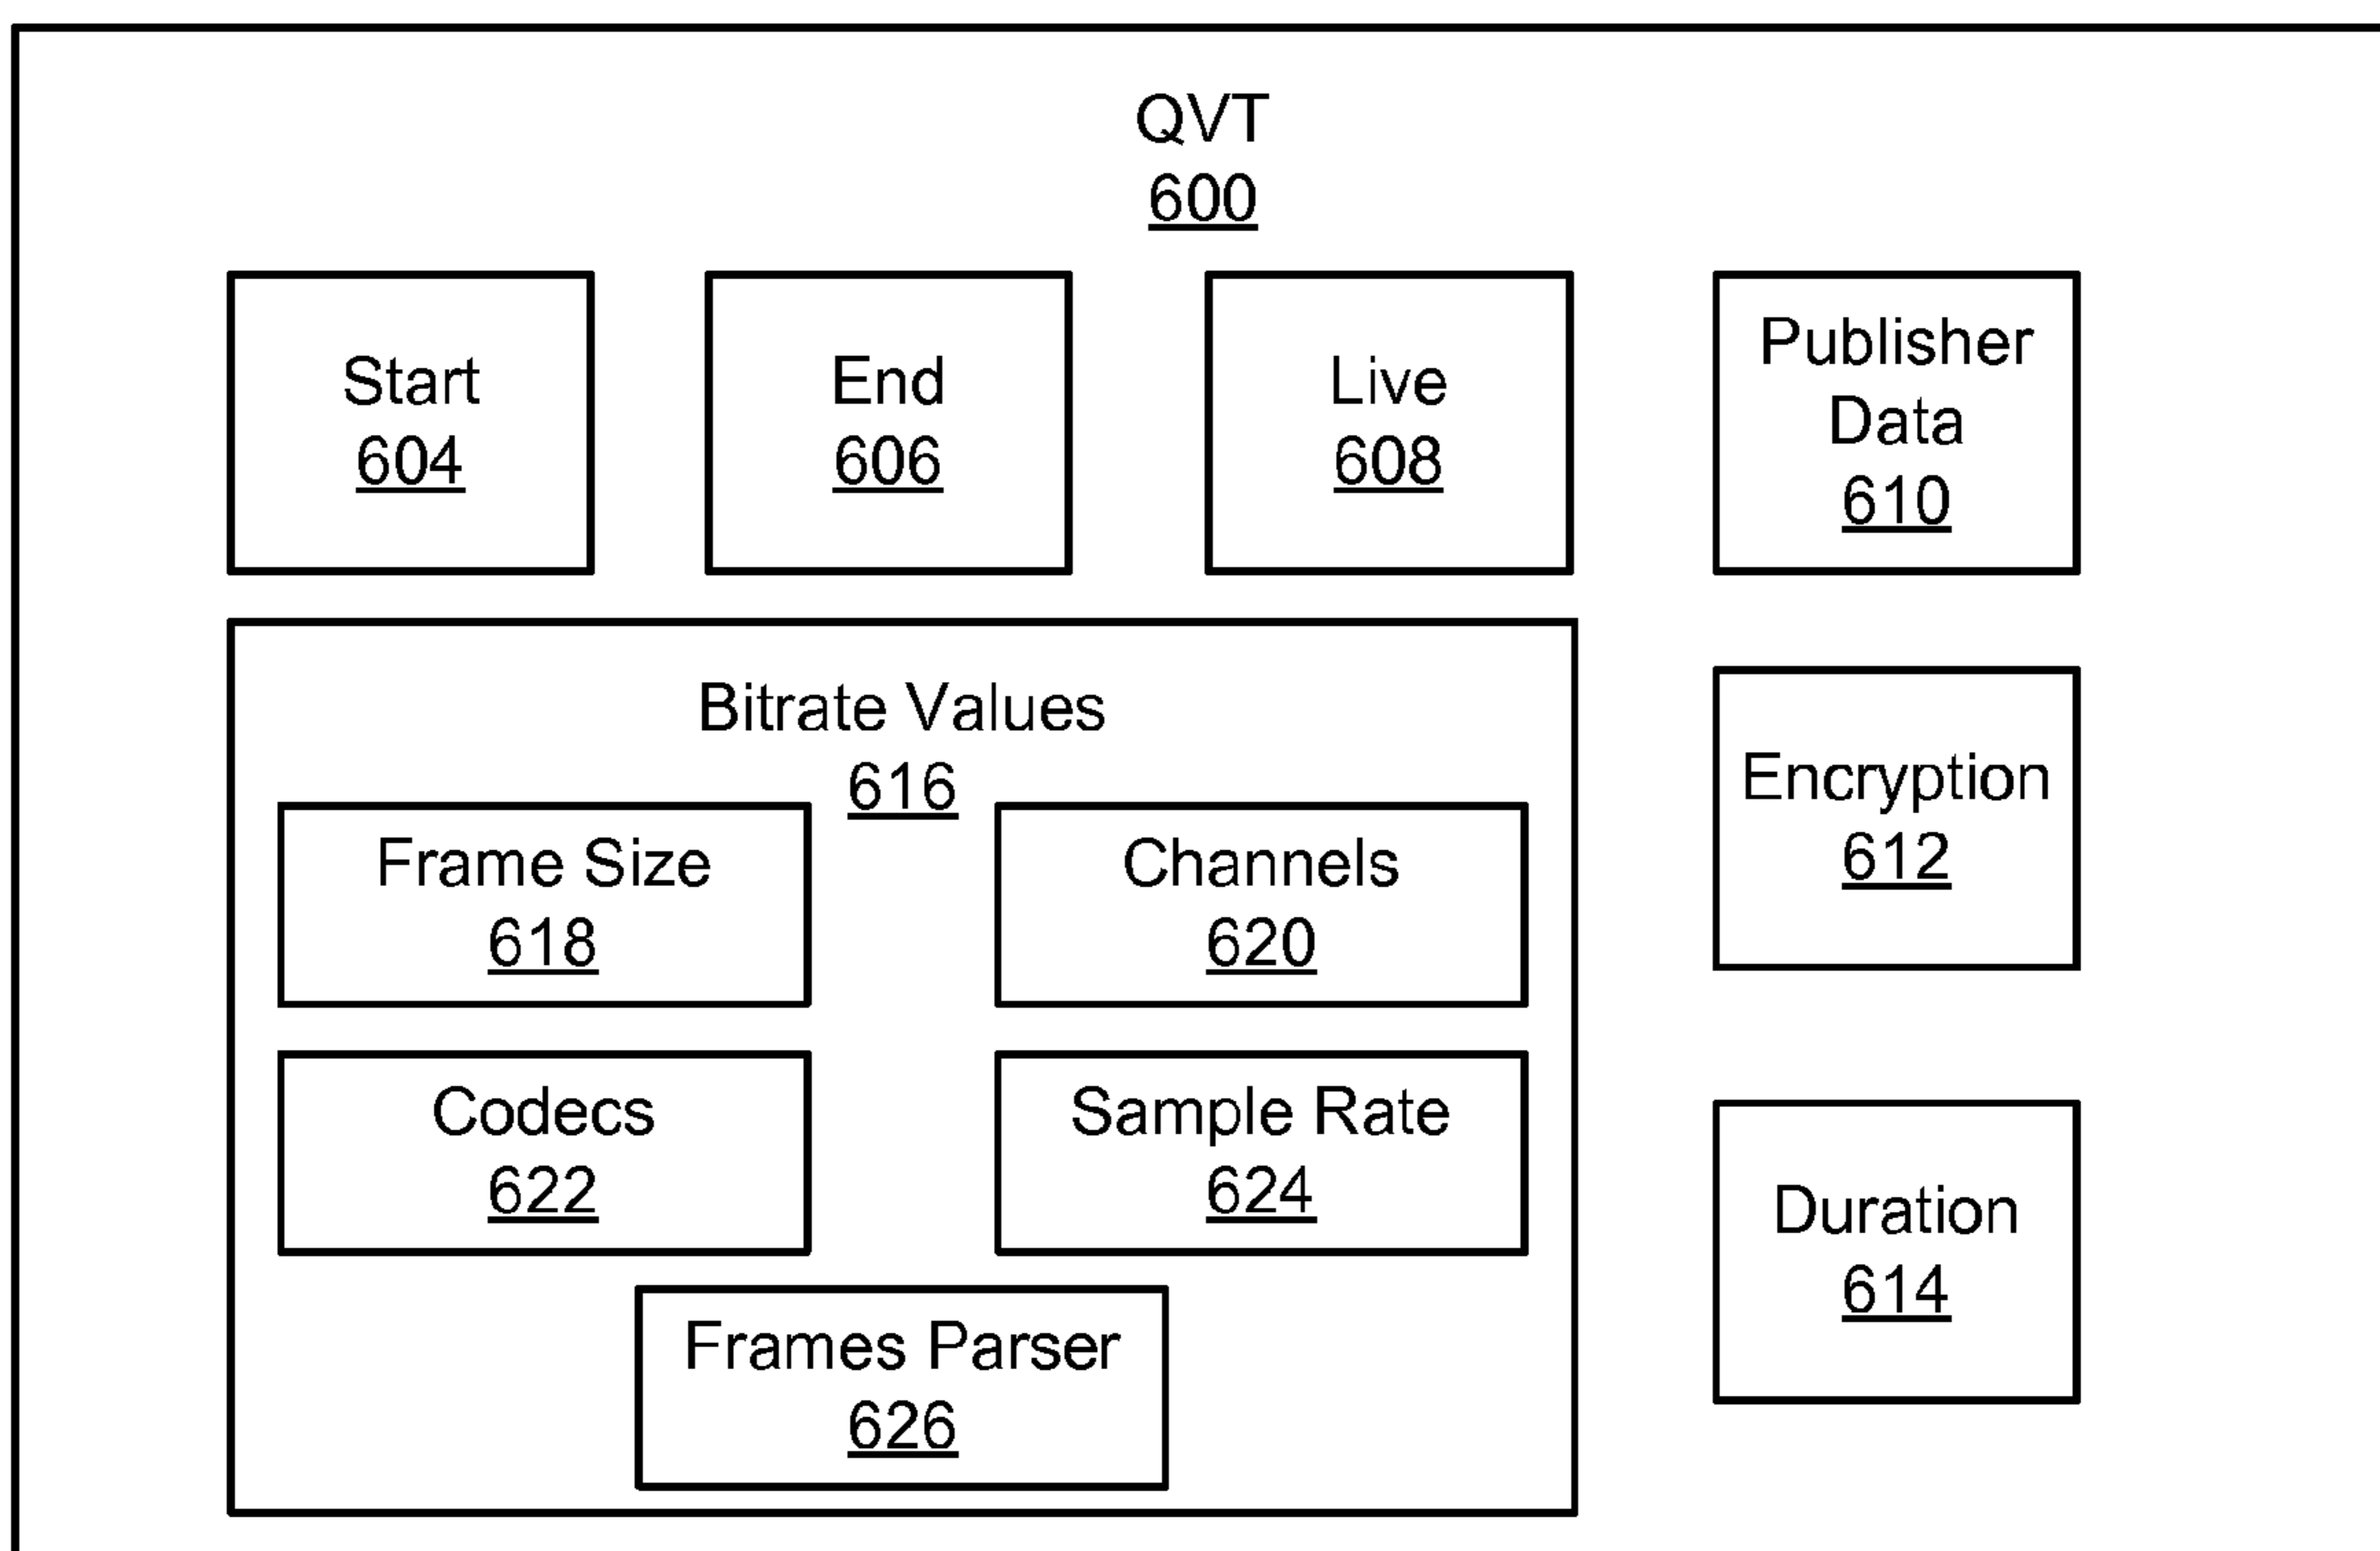 QVT
600
Start
604
End
606
Live
608
Publisher
Data
610
Bitrate Values
616
Frame Size
618
Channels
620
Codecs
622
Sample Rate
624
Frames Parser
626
Encryption
612
Duration
614